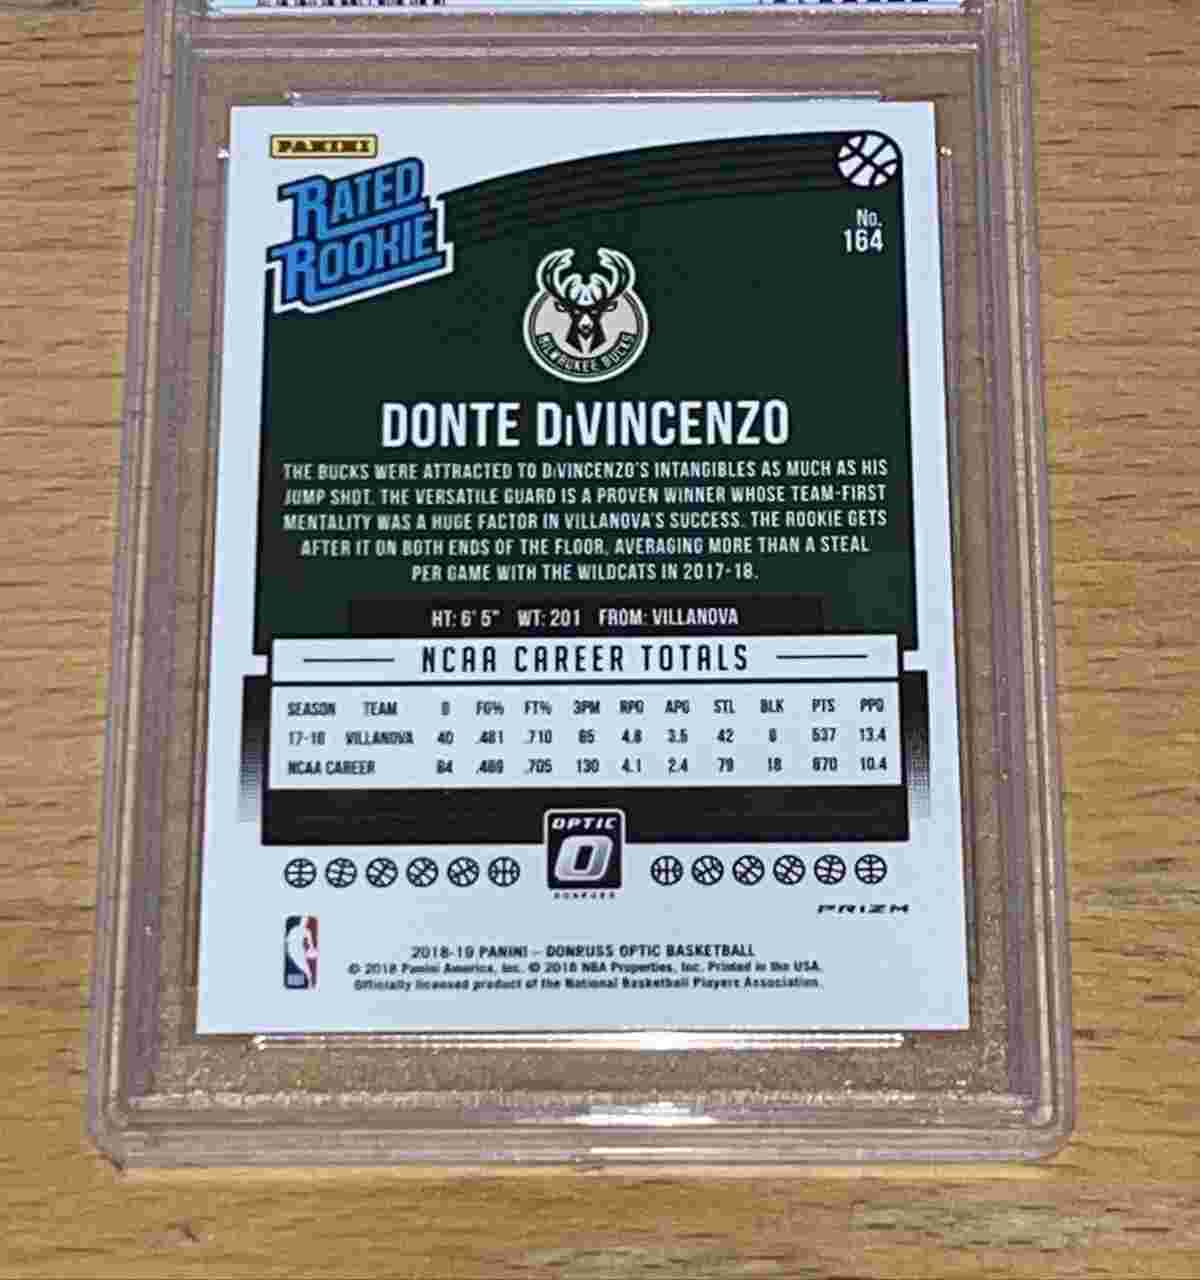 PANINI
RATED
ROOKIE
No.
164
MILWAUKEE BUCKS
DONTE DiVINCENZO
THE BUCKS WERE ATTRACTED TO DiVINCENZO'S INTANGIBLES AS MUCH AS HIS
JUMP SHOT. THE VERSATILE GUARD IS A PROVEN WINNER WHOSE TEAM-FIRST
MENTALITY WAS A HUGE FACTOR IN VILLANOVA'S SUCCESS. THE ROOKIE GETS
AFTER IT ON BOTH ENDS OF THE FLOOR, AVERAGING MORE THAN A STEAL
PER GAME WITH THE WILDCATS IN 2017-18.
HT: 6' 5" WT: 201 FROM: VILLANOVA
NCAA CAREER TOTALS
SEASON TEAM G FG% FT% 3PM RPG APG STL BLK PTS PPG
17-18 VILLANOVA 40 .481 .710 3.5 42 537 13.4
4.8
NCAA CAREER .705 130 4.1 2.4 79 18 10.4
OPTIC
DONRUSS
PRIZM
2018-19 PANINI – DONRUSS OPTIC BASKETBALL
© 2018 Panini America, Inc. © 2018 NBA Properties, Inc. Printed in the USA.
Officially licensed product of the National Basketball Players Association.